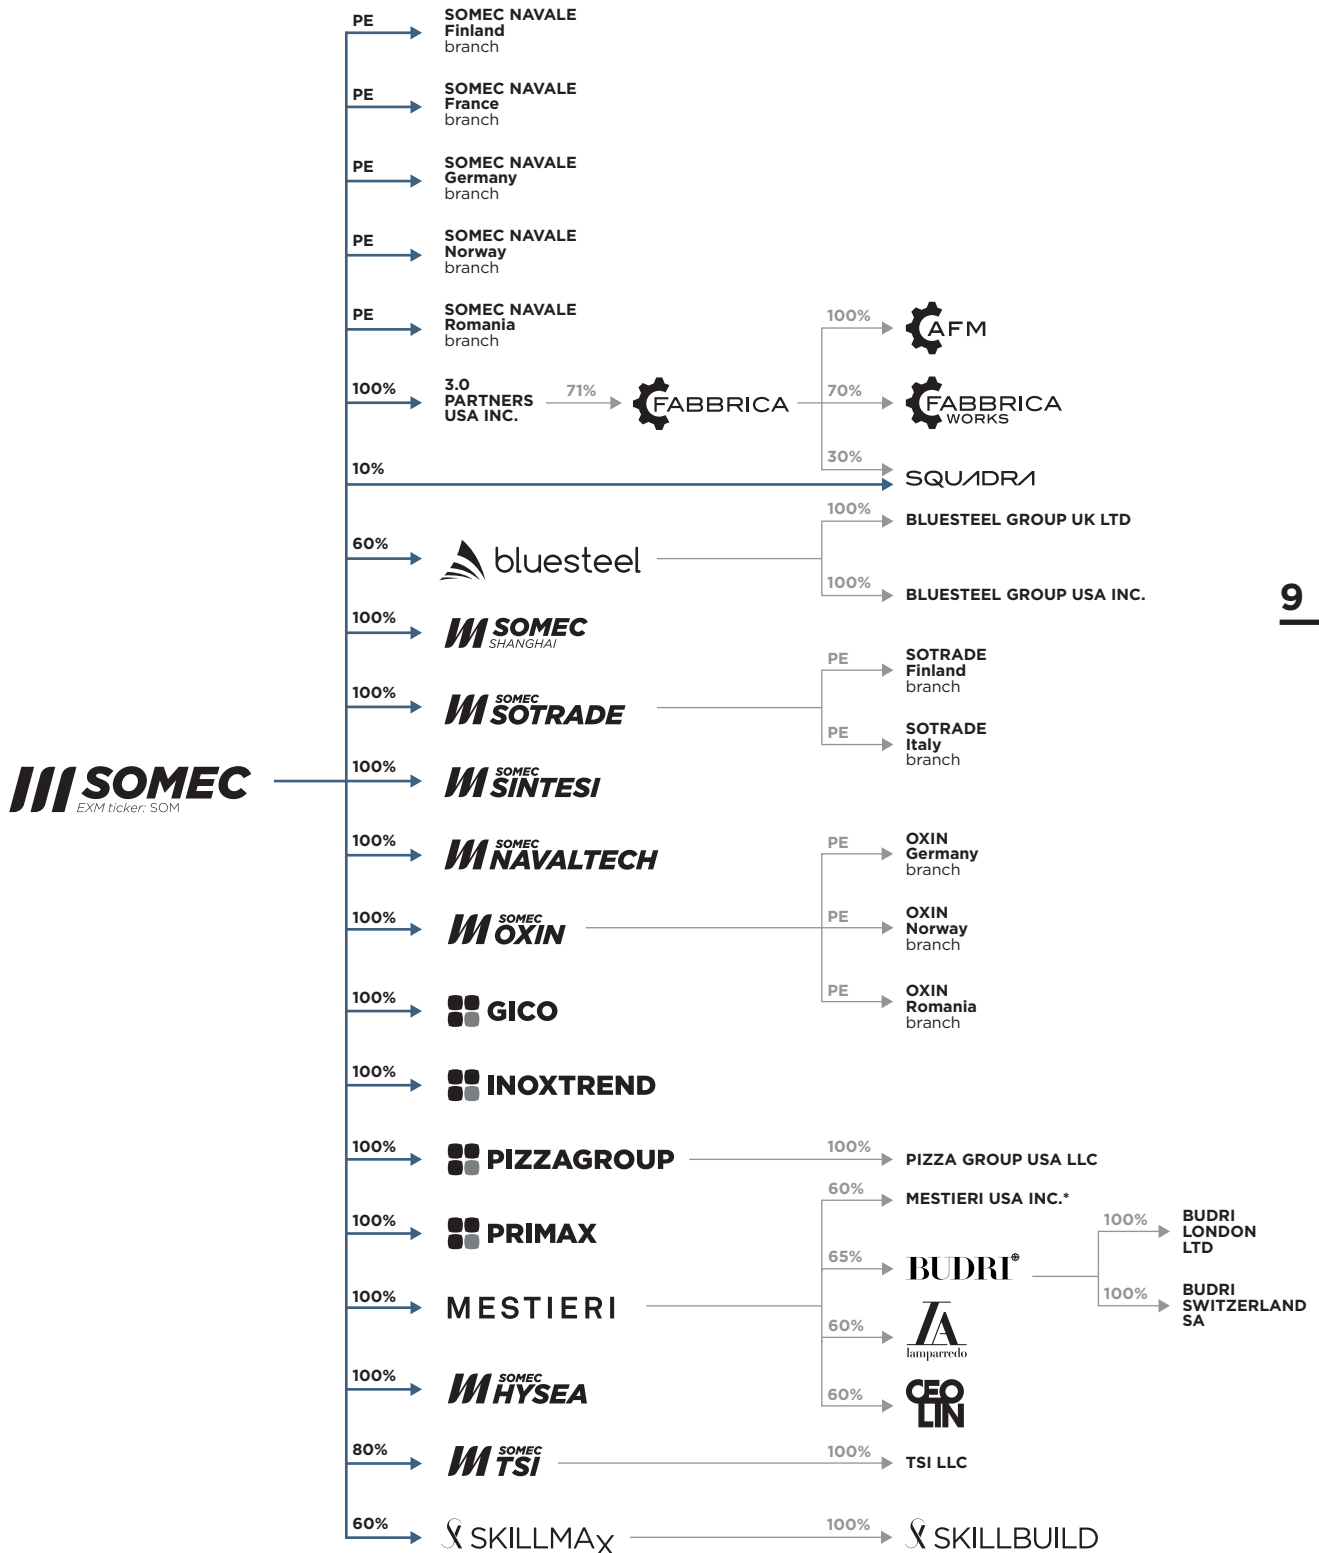 PE
SOMEC NAVALE
Finland
branch
PE
SOMEC NAVALE
France
branch
PE
SOMEC NAVALE
Germany
branch
PE
SOMEC NAVALE
Norway
branch
PE
SOMEC NAVALE
Romania
branch
100%
AFM
100%
3.0
PARTNERS
USA INC.
71%
FABBRICA
70%
FABBRICA
WORKS
30%
10%
SQUADRA
100%
BLUESTEEL GROUP UK LTD
60%
bluesteel
100%
BLUESTEEL GROUP USA INC.
9
100%
SOMEC
SHANGHAI
PE
SOTRADE
Finland
branch
100%
SOMEC
SOTRADE
PE
SOTRADE
Italy
branch
SOMEC
EXM ticker: SOM
100%
SOMEC
SINTESI
100%
SOMEC
NAVALTECH
PE
OXIN
Germany
branch
100%
SOMEC
OXIN
PE
OXIN
Norway
branch
PE
OXIN
Romania
branch
100%
GICO
100%
INOXTREND
100%
PIZZAGROUP
100%
PIZZA GROUP USA LLC
60%
MESTIERI USA INC.*
100%
PRIMAX
65%
BUDRI
100%
BUDRI
LONDON
LTD
100%
BUDRI
SWITZERLAND
SA
100%
MESTIERI
60%
LA
lamparredo
100%
SOMEC
HYSEA
60%
CEO
LIN
80%
SOMEC
TSI
100%
TSI LLC
60%
SKILLMAX
100%
SKILLBUILD